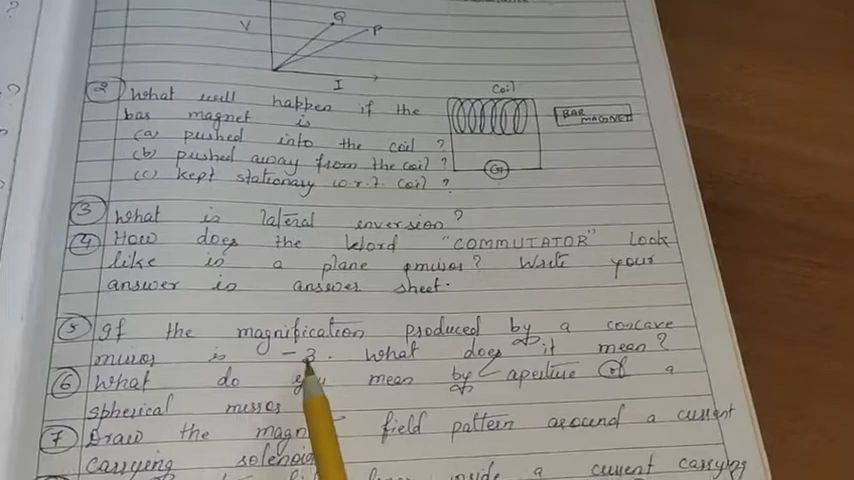 V
Q
P
I
2 What will happen if the
bar magnet is
(a) pushed into the coil ?
(b) pushed away from the coil ?
(c) kept stationary w.r.t. coil ?
Coil
BAR
MAGNET
G
3 What is lateral inversion ?
4 How does the word "COMMUTATOR" look
like is a plane mirror ? Write your
answer is answer sheet.
5 If the magnification produced by a concave
mirror is -3. What does it mean ?
6 What do you mean by aperture of a
spherical mirror
7 Draw the magn field pattern around a current
carrying solenoid
inside a current carrying